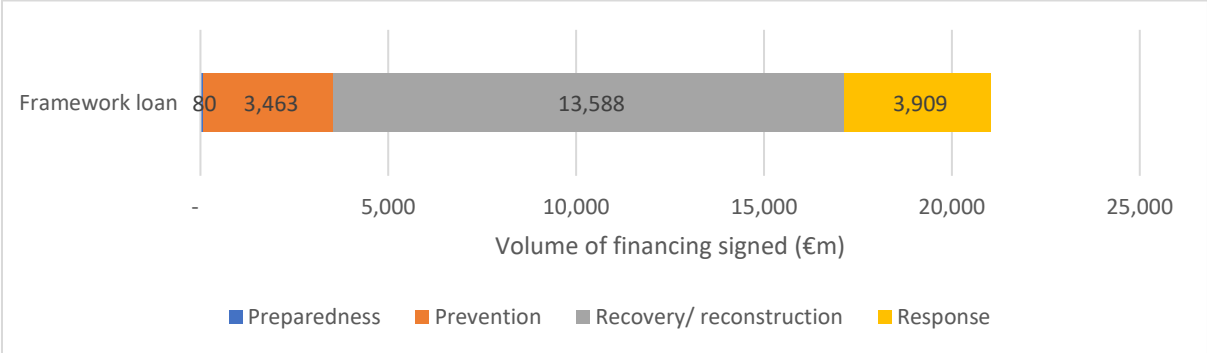 Framework loan 80 3,463 13,588 3,909
- 5,000 10,000 15,000 20,000 25,000
Volume of financing signed (€m)
Preparedness Prevention Recovery/ reconstruction Response